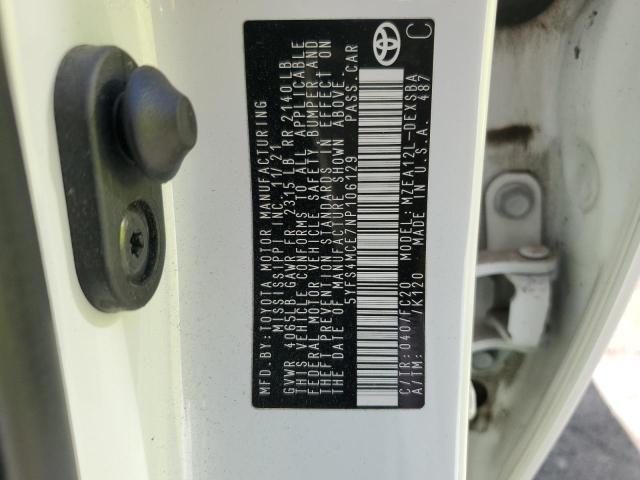 MFD.BY:TOYOTA MOTOR MANUFACTURING
MISSISSIPPI INC. 11/21
GVWR 4065LB GAWR FR 2315 LB RR 2140LB
THIS VEHICLE CONFORMS TO ALL APPLICABLE
FEDERAL MOTOR VEHICLE SAFETY, BUMPER AND
THEFT PREVENTION STANDARDS IN EFFECT ON
THE DATE OF MANUFACTURE SHOWN ABOVE.
5YFS4MCE7NP106129 PASS.CAR
C/TR:040/FC20 MODEL:MZEA12L-DEXSBA
A/TM: /K120 MADE IN U.S.A. 487
C